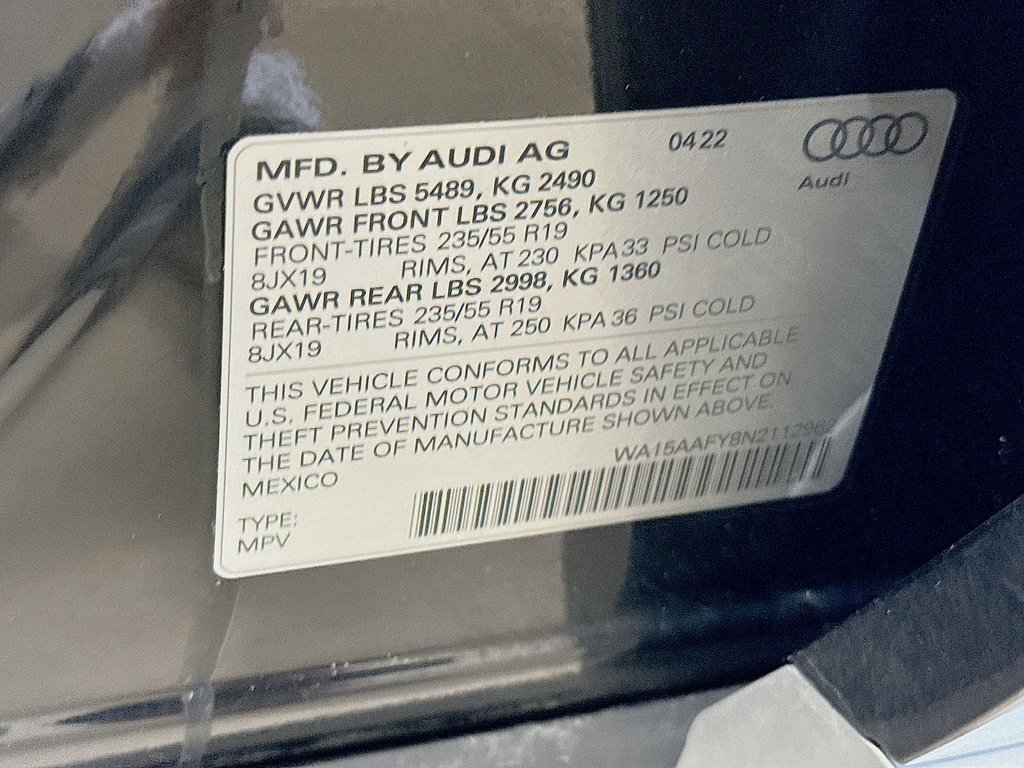 MFD. BY AUDI AG 0422
Audi
GVWR LBS 5489, KG 2490
GAWR FRONT LBS 2756, KG 1250
FRONT-TIRES 235/55 R19
8JX19 RIMS, AT 230 KPA 33 PSI COLD
GAWR REAR LBS 2998, KG 1360
REAR-TIRES 235/55 R19
8JX19 RIMS, AT 250 KPA 36 PSI COLD
THIS VEHICLE CONFORMS TO ALL APPLICABLE
U.S. FEDERAL MOTOR VEHICLE SAFETY AND
THEFT PREVENTION STANDARDS IN EFFECT ON
THE DATE OF MANUFACTURE SHOWN ABOVE.
MEXICO
TYPE:
MPV